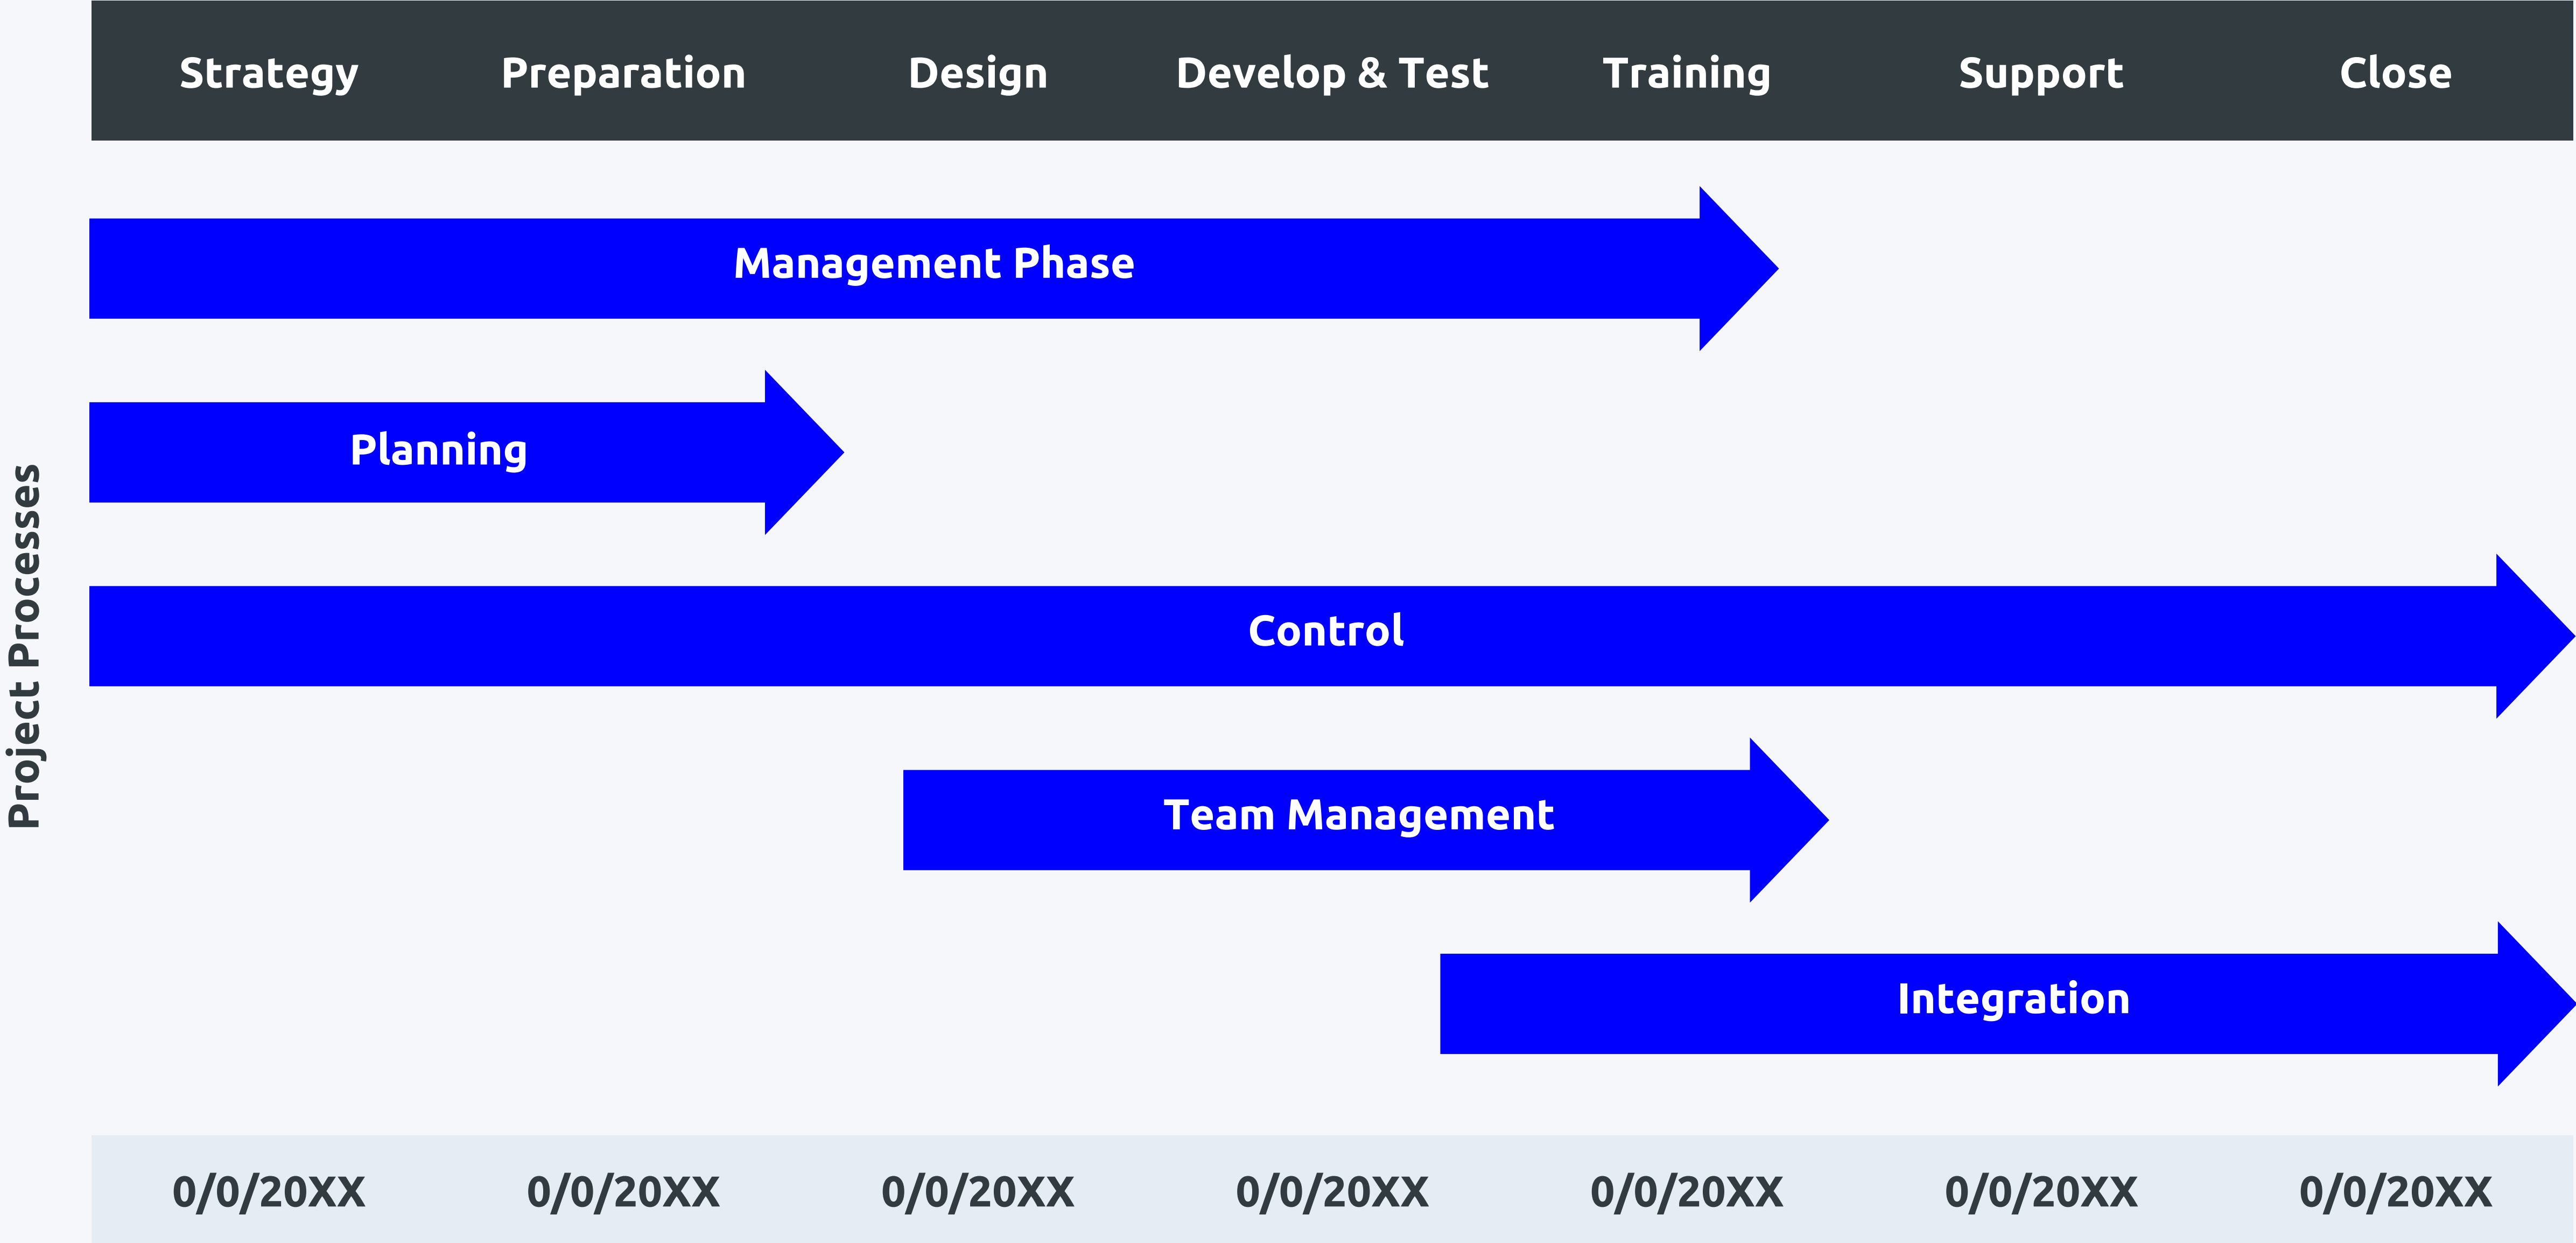 Strategy Preparation Design Develop & Test Training Support Close
Project Processes
Management Phase
Planning
Control
Team Management
Integration
0/0/20XX 0/0/20XX 0/0/20XX 0/0/20XX 0/0/20XX 0/0/20XX 0/0/20XX